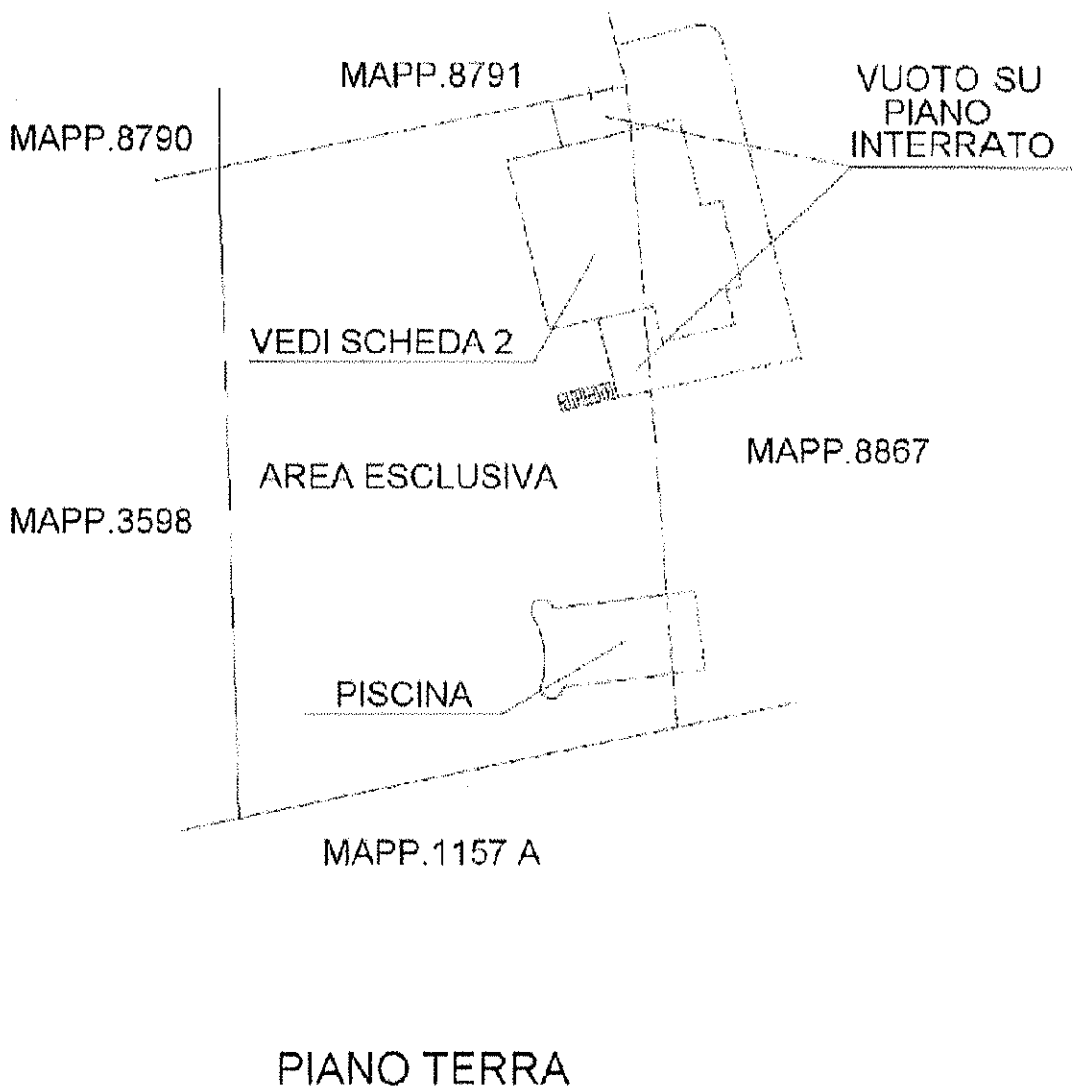 MAPP.8791
VUOTO SU
PIANO
INTERRATO
MAPP.8790
VEDI SCHEDA 2
MAPP.8867
AREA ESCLUSIVA
MAPP.3598
PISCINA
MAPP.1157 A
PIANO TERRA